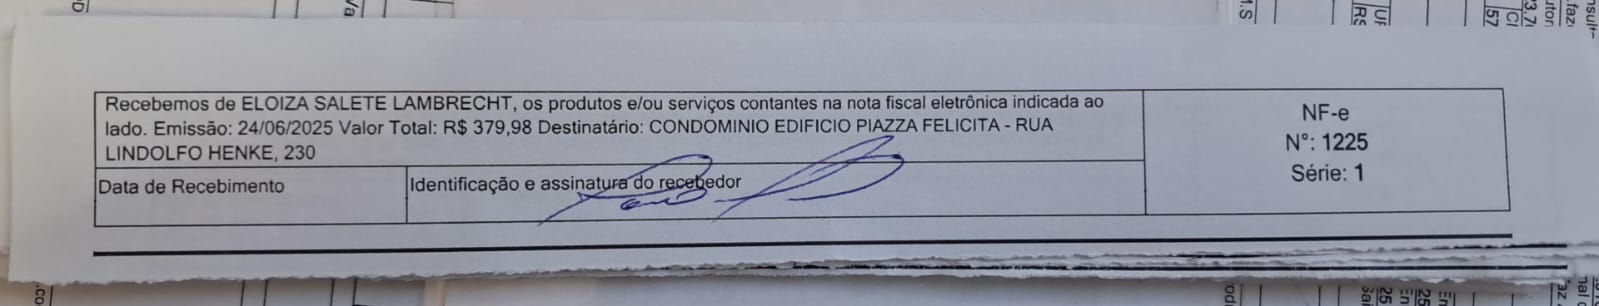 Recebemos de ELOIZA SALETE LAMBRECHT, os produtos e/ou serviços contantes na nota fiscal eletrônica indicada ao
lado. Emissão: 24/06/2025 Valor Total: R$ 379,98 Destinatário: CONDOMINIO EDIFICIO PIAZZA FELICITA - RUA
LINDOLFO HENKE, 230
Data de Recebimento
Identificação e assinatura do recebedor
NF-e
N°: 1225
Série: 1